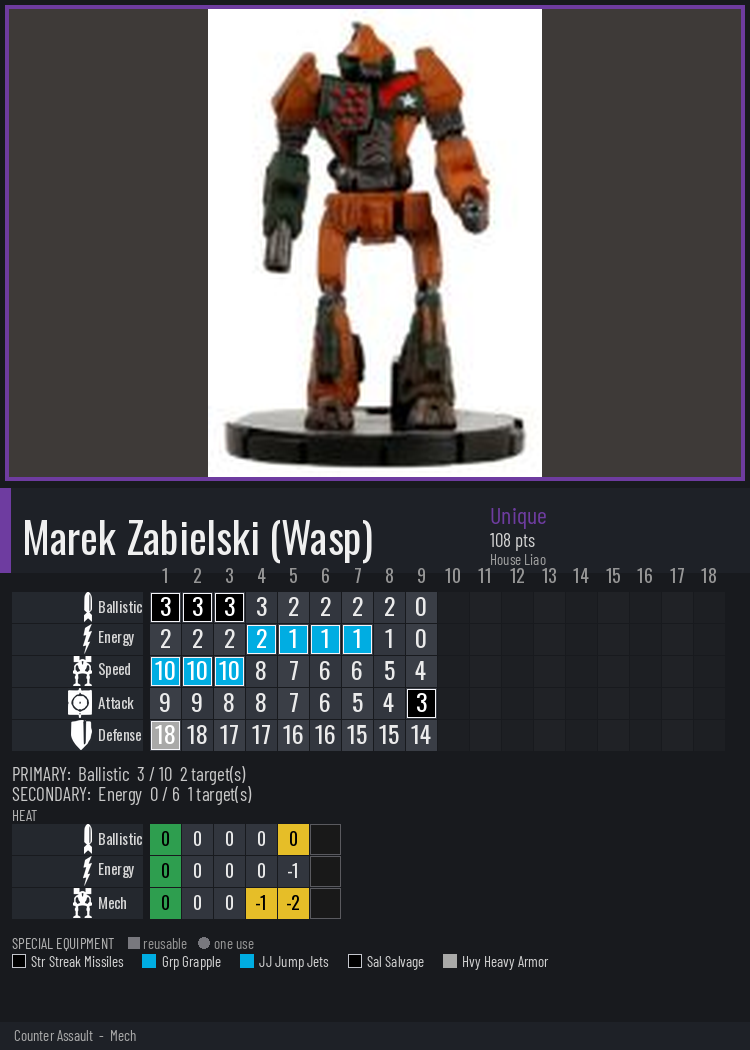 Marek Zabielski (Wasp)
Unique
108 pts
House Liao
1 2 3 4 5 6 7 8 9 10 11 12 13 14 15 16 17 18
Ballistic 3 3 3 3 2 2 2 2 0
Energy 2 2 2 2 1 1 1 1 0
Speed 10 10 10 8 7 6 6 5 4
Attack 9 9 8 8 7 6 5 4 3
Defense 18 18 17 17 16 16 15 15 14
PRIMARY: Ballistic 3 / 10 2 target(s)
SECONDARY: Energy 0 / 6 1 target(s)
HEAT
Ballistic 0 0 0 0 0
Energy 0 0 0 0 -1
Mech 0 0 0 -1 -2
SPECIAL EQUIPMENT reusable one use
Str Streak Missiles Grp Grapple JJ Jump Jets Sal Salvage Hvy Heavy Armor
Counter Assault - Mech